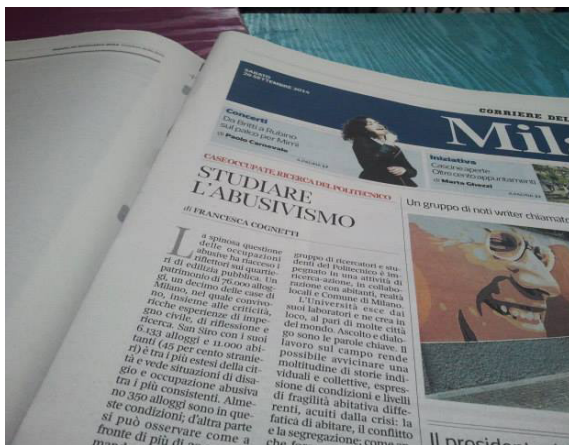 SABATO
CORRIERE DEL
Mil
Concerti
Da Britti a Rubino
sul palco per Mimì
di Paolo Carnevale
Iniziativa
Cascine aperte
Oltre cento appuntamenti
di Marta Ghezzi
CASE OCCUPATE, RICERCA DEL POLITECNICO
STUDIARE
L'ABUSIVISMO
di FRANCESCA COGNETTI
La spinosa questione
delle occupazioni
abusive ha riacceso i
riflettori sui quartie-
ri di edilizia pubblica. Un
patrimonio di 76.000 allog-
gi, un decimo delle case di
Milano, nel quale convivo-
no, insieme alle criticità,
ricche esperienze di impe-
gno civile, di riflessione e
ricerca. San Siro con i suoi
6.133 alloggi e 11.000 abi-
tanti (45 per cento stranie-
ri) è tra i più estesi della cit-
tà e vede situazioni di disa-
gio e occupazione abusiva
tra i più consistenti. Alme-
no 350 alloggi sono in que-
ste condizioni; d'altra parte
si può osservare come a
fronte di più di
gruppo di ricercatori e stu-
denti del Politecnico è im-
pegnato in una attività di
ricerca-azione, in collabo-
razione con abitanti, realtà
locali e Comune di Milano.
L'Università esce dai
suoi laboratori e ne crea in
loco, al pari di molte città
del mondo. Ascolto e dialo-
go sono le parole chiave. Il
lavoro sul campo rende
possibile avvicinare una
moltitudine di storie indi-
viduali e collettive, espres-
sione di condizioni e livelli
di fragilità abitativa diffe-
renti, acuiti dalla crisi: la
fatica di abitare, il conflitto
e la segregazione; come
Un gruppo di noti writer chiamato
Il